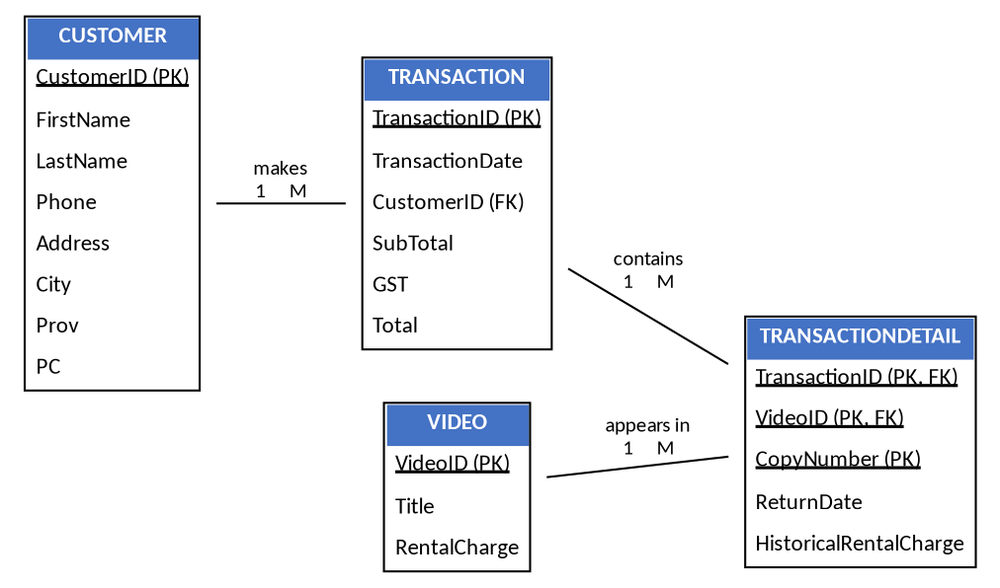 CUSTOMER
CustomerID (PK)
FirstName
LastName
Phone
Address
City
Prov
PC
makes
1 M
TRANSACTION
TransactionID (PK)
TransactionDate
CustomerID (FK)
SubTotal
GST
Total
contains
1 M
VIDEO
VideoID (PK)
Title
RentalCharge
appears in
1 M
TRANSACTIONDETAIL
TransactionID (PK, FK)
VideoID (PK, FK)
CopyNumber (PK)
ReturnDate
HistoricalRentalCharge